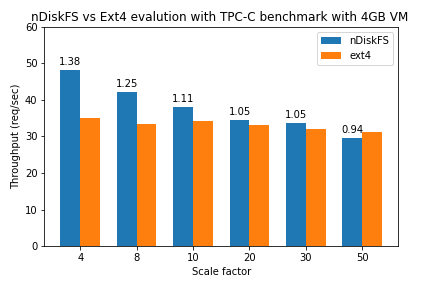 nDiskFS vs Ext4 evalution with TPC-C benchmark with 4GB VM
60
50
40
30
20
10
0
Throughput (req/sec)
nDiskFS
ext4
1.38
1.25
1.11
1.05
1.05
0.94
4 8 10 20 30 50
Scale factor